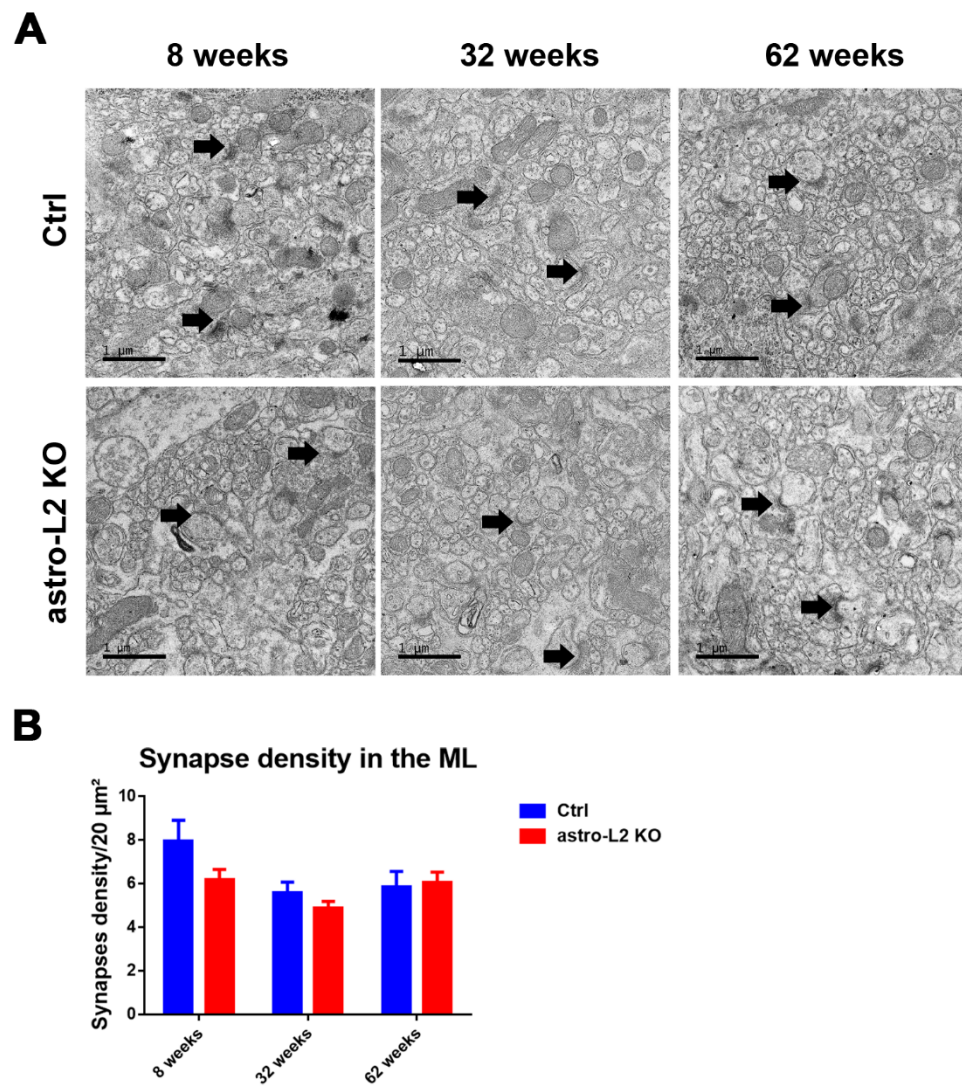 A
8 weeks
32 weeks
62 weeks
Ctrl
1 µm
1 µm
1 µm
astro-L2 KO
1 µm
1 µm
1 µm
B
Synapse density in the ML
Synapses density/20 µm²
10
8
6
4
2
0
8 weeks
32 weeks
62 weeks
Ctrl
astro-L2 KO